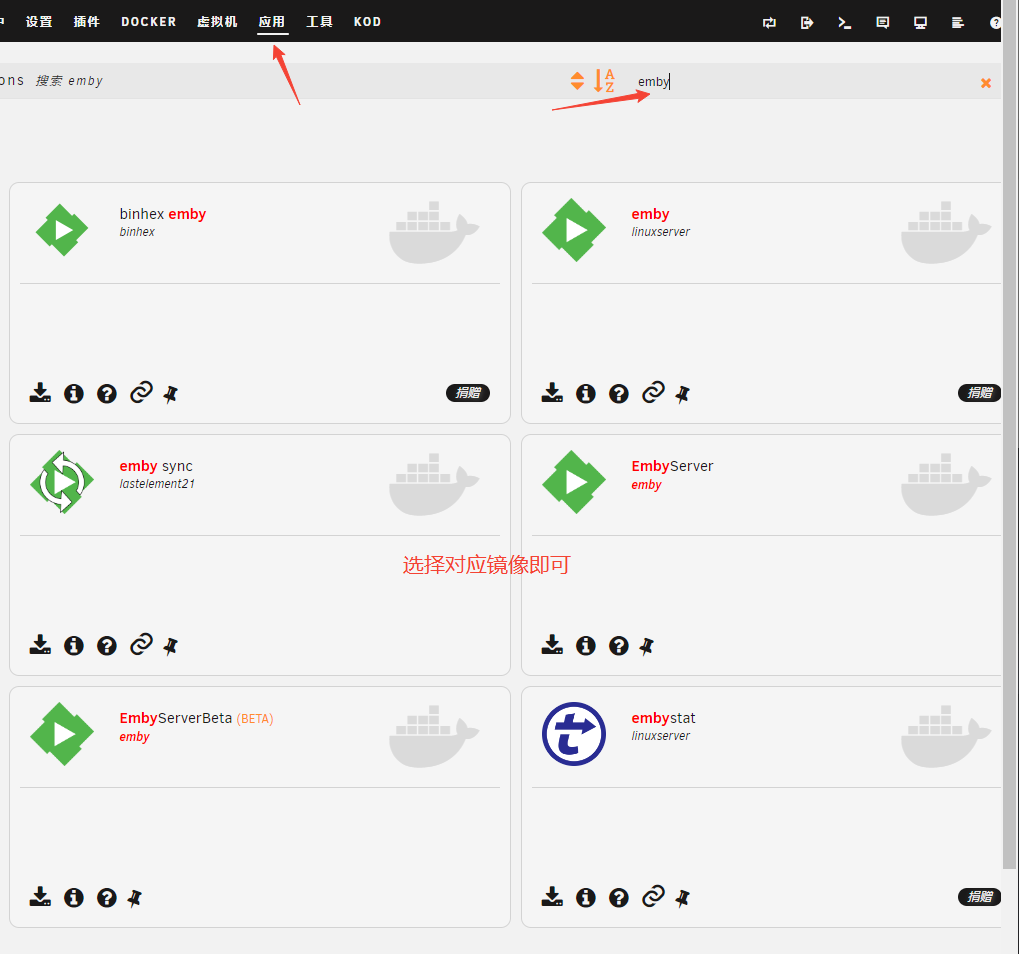 设置 插件 DOCKER 虚拟机 应用 工具 KOD
ons 搜索 emby
A
Z
emby
binhex emby
binhex
emby
linuxserver
捐赠
捐赠
emby sync
lastelement21
EmbyServer
emby
选择对应镜像即可
EmbyServerBeta (BETA)
emby
embystat
linuxserver
捐赠